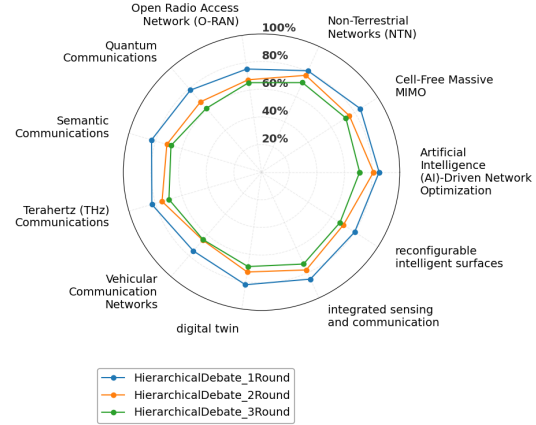 Open Radio Access
Network (O-RAN)
Non-Terrestrial
Networks (NTN)
Quantum
Communications
Cell-Free Massive
MIMO
Semantic
Communications
Artificial
Intelligence
(AI)-Driven Network
Optimization
Terahertz (THz)
Communications
reconfigurable
intelligent surfaces
Vehicular
Communication
Networks
integrated sensing
and communication
digital twin
100%
80%
60%
40%
20%
HierarchicalDebate_1Round
HierarchicalDebate_2Round
HierarchicalDebate_3Round